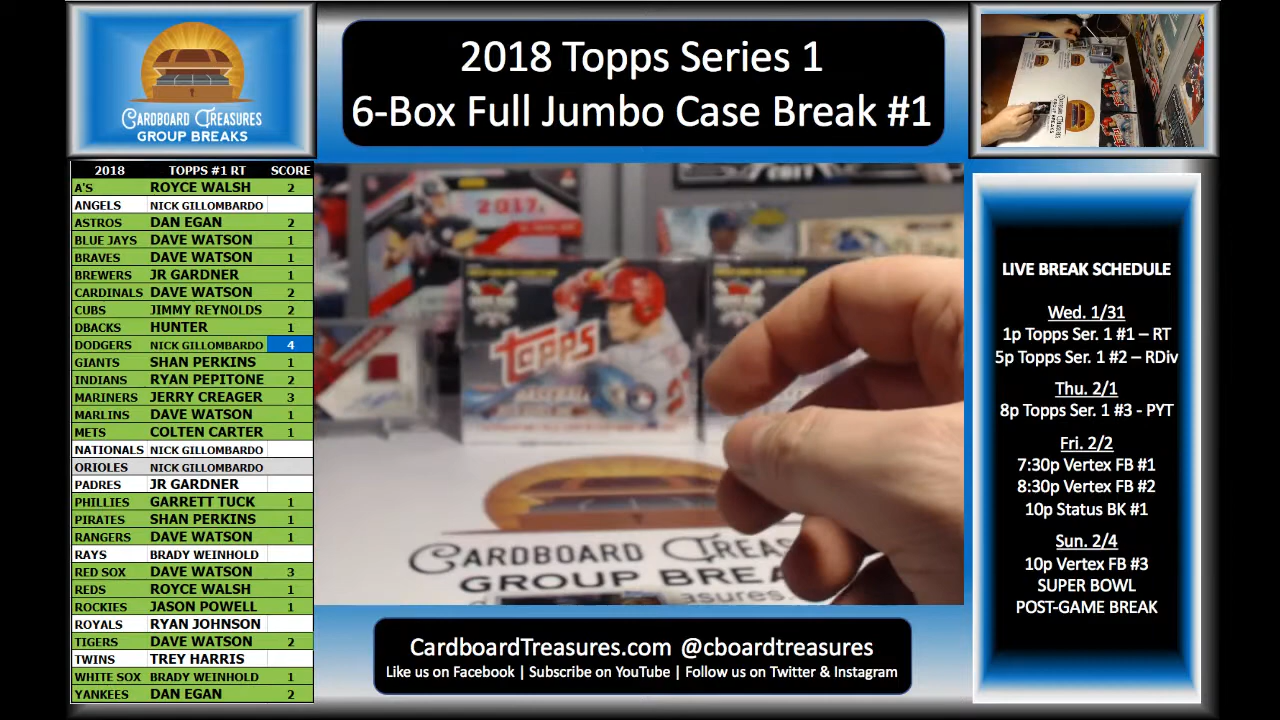 CARDBOARD TREASURES
GROUP BREAKS
2018 Topps Series 1
6-Box Full Jumbo Case Break #1
2018 TOPPS #1 RT SCORE
A'S ROYCE WALSH 2
ANGELS NICK GILLOMBARDO
ASTROS DAN EGAN 2
BLUE JAYS DAVE WATSON 1
BRAVES DAVE WATSON 1
BREWERS JR GARDNER 1
CARDINALS DAVE WATSON 2
CUBS JIMMY REYNOLDS 2
DBACKS HUNTER 1
DODGERS NICK GILLOMBARDO 4
GIANTS SHAN PERKINS 1
INDIANS RYAN PEPITONE 2
MARINERS JERRY CREAGER 3
MARLINS DAVE WATSON 1
METS COLTEN CARTER 1
NATIONALS NICK GILLOMBARDO
ORIOLES NICK GILLOMBARDO
PADRES JR GARDNER
PHILLIES GARRETT TUCK 1
PIRATES SHAN PERKINS 1
RANGERS DAVE WATSON 1
RAYS BRADY WEINHOLD
RED SOX DAVE WATSON 3
REDS ROYCE WALSH 1
ROCKIES JASON POWELL 1
ROYALS RYAN JOHNSON
TIGERS DAVE WATSON 2
TWINS TREY HARRIS
WHITE SOX BRADY WEINHOLD 1
YANKEES DAN EGAN 2
2017
2017
TOPPS
BASEBALL
CARDBOARD TREAS
GROUP BREA
LIVE BREAK SCHEDULE
Wed. 1/31
1p Topps Ser. 1 #1 – RT
5p Topps Ser. 1 #2 – RDiv
Thu. 2/1
8p Topps Ser. 1 #3 - PYT
Fri. 2/2
7:30p Vertex FB #1
8:30p Vertex FB #2
10p Status BK #1
Sun. 2/4
10p Vertex FB #3
SUPER BOWL
POST-GAME BREAK
CardboardTreasures.com @cboardtreasures
Like us on Facebook | Subscribe on YouTube | Follow us on Twitter & Instagram